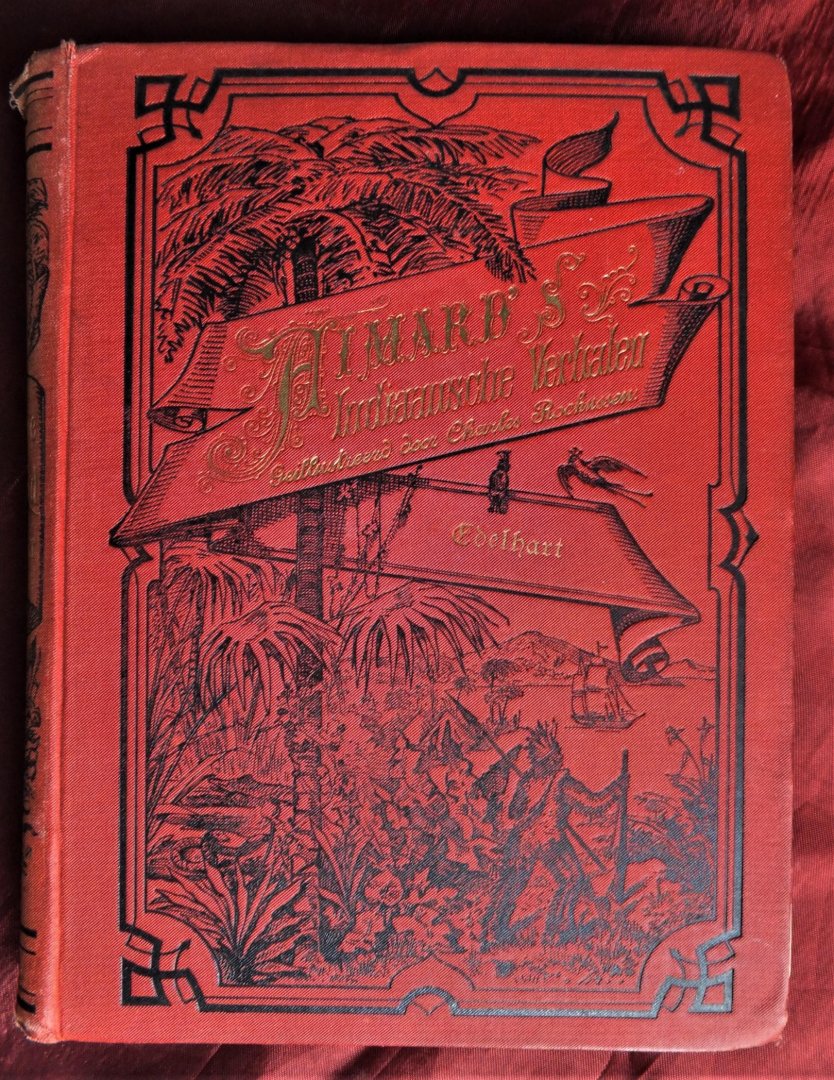 AIMARD'S
Indiaansche Verhalen
Geïllustreerd door Charles Rochussen.
Edelhart